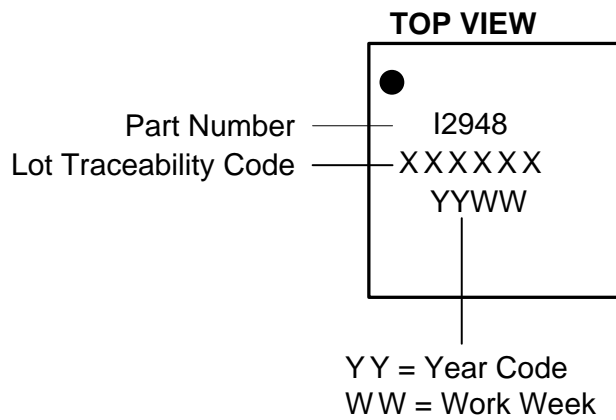 TOP VIEW
Part Number
I2948
Lot Traceability Code
XXXXXX
YYWW
YY = Year Code
WW = Work Week